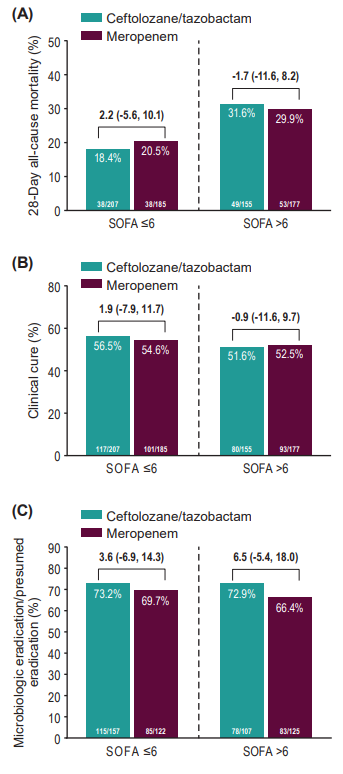 (A)
Ceftolozane/tazobactam
Meropenem
28-Day all-cause mortality (%)
50
40
30
20
10
0
2.2 (-5.6, 10.1)
-1.7 (-11.6, 8.2)
18.4%
20.5%
31.6%
29.9%
38/207
38/185
49/155
53/177
SOFA ≤6
SOFA >6
(B)
Ceftolozane/tazobactam
Meropenem
Clinical cure (%)
80
60
40
20
0
1.9 (-7.9, 11.7)
-0.9 (-11.6, 9.7)
56.5%
54.6%
51.6%
52.5%
117/207
101/185
80/155
93/177
SOFA ≤6
SOFA >6
(C)
Ceftolozane/tazobactam
Meropenem
Microbiologic eradication/presumed
eradication (%)
90
80
70
60
50
40
30
20
10
0
3.6 (-6.9, 14.3)
6.5 (-5.4, 18.0)
73.2%
69.7%
72.9%
66.4%
115/157
85/122
78/107
83/125
SOFA ≤6
SOFA >6